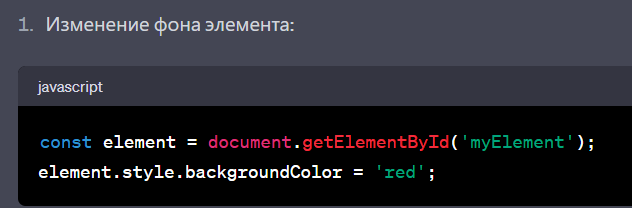 1. Изменение фона элемента:
javascript
const element = document.getElementById('myElement');
element.style.backgroundColor = 'red';